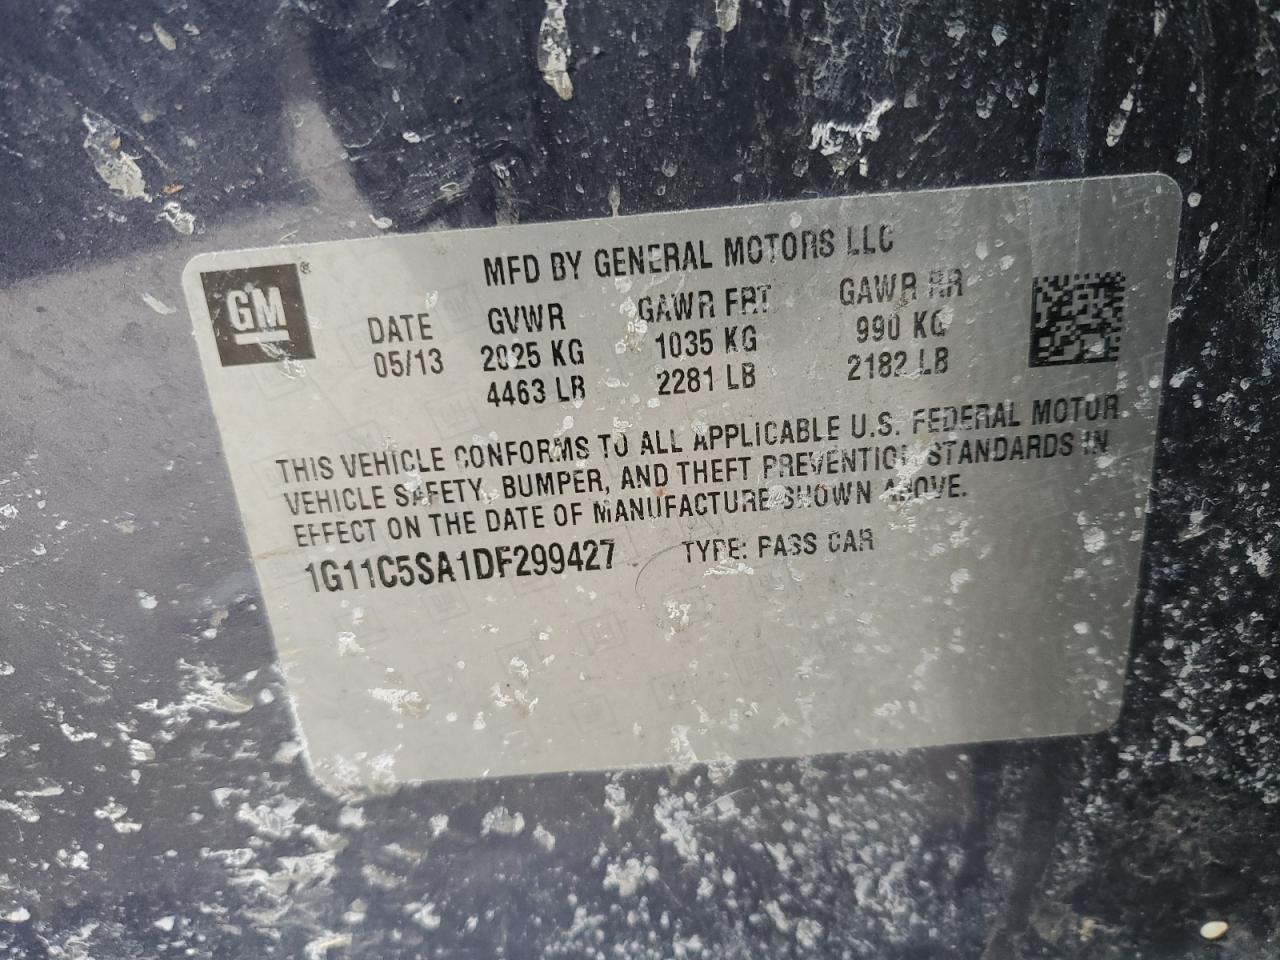 GM®
MFD BY GENERAL MOTORS LLC
DATE GVWR GAWR FRT GAWR RR
05/13 2025 KG 1035 KG 990 KG
4463 LB 2281 LB 2182 LB
THIS VEHICLE CONFORMS TO ALL APPLICABLE U.S. FEDERAL MOTOR
VEHICLE SAFETY, BUMPER, AND THEFT PREVENTION STANDARDS IN
EFFECT ON THE DATE OF MANUFACTURE SHOWN ABOVE.
1G11C5SA1DF299427 TYPE: PASS CAR